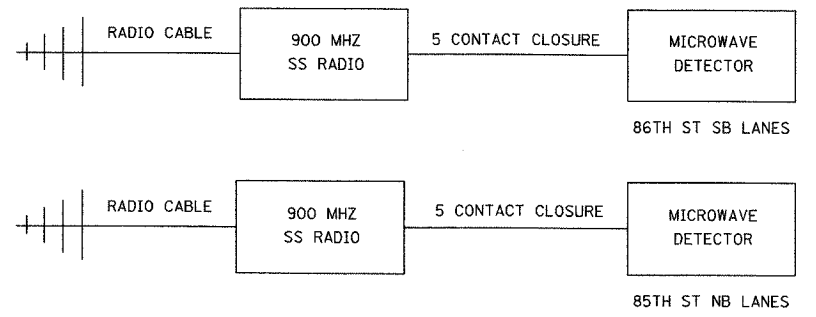 RADIO CABLE
900 MHZ
SS RADIO
5 CONTACT CLOSURE
MICROWAVE
DETECTOR
86TH ST SB LANES
RADIO CABLE
900 MHZ
SS RADIO
5 CONTACT CLOSURE
MICROWAVE
DETECTOR
85TH ST NB LANES